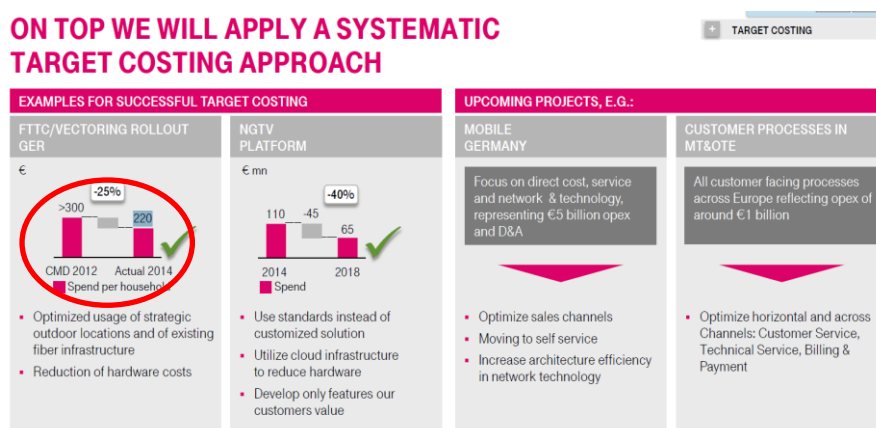 ON TOP WE WILL APPLY A SYSTEMATIC
TARGET COSTING APPROACH
+ TARGET COSTING
EXAMPLES FOR SUCCESSFUL TARGET COSTING
FTTC/VECTORING ROLLOUT
GER
€
-25%
>300
220
CMD 2012 Actual 2014
Spend per household
• Optimized usage of strategic
outdoor locations and of existing
fiber infrastructure
• Reduction of hardware costs
NGTV
PLATFORM
€ mn
-40%
110 -45
65
2014 2018
Spend
• Use standards instead of
customized solution
• Utilize cloud infrastructure
to reduce hardware
• Develop only features our
customers value
UPCOMING PROJECTS, E.G.:
MOBILE
GERMANY
Focus on direct cost, service
and network & technology,
representing €5 billion opex
and D&A
• Optimize sales channels
• Moving to self service
• Increase architecture efficiency
in network technology
CUSTOMER PROCESSES IN
MT&OTE
All customer facing processes
across Europe reflecting opex of
around €1 billion
• Optimize horizontal and across
Channels: Customer Service,
Technical Service, Billing &
Payment